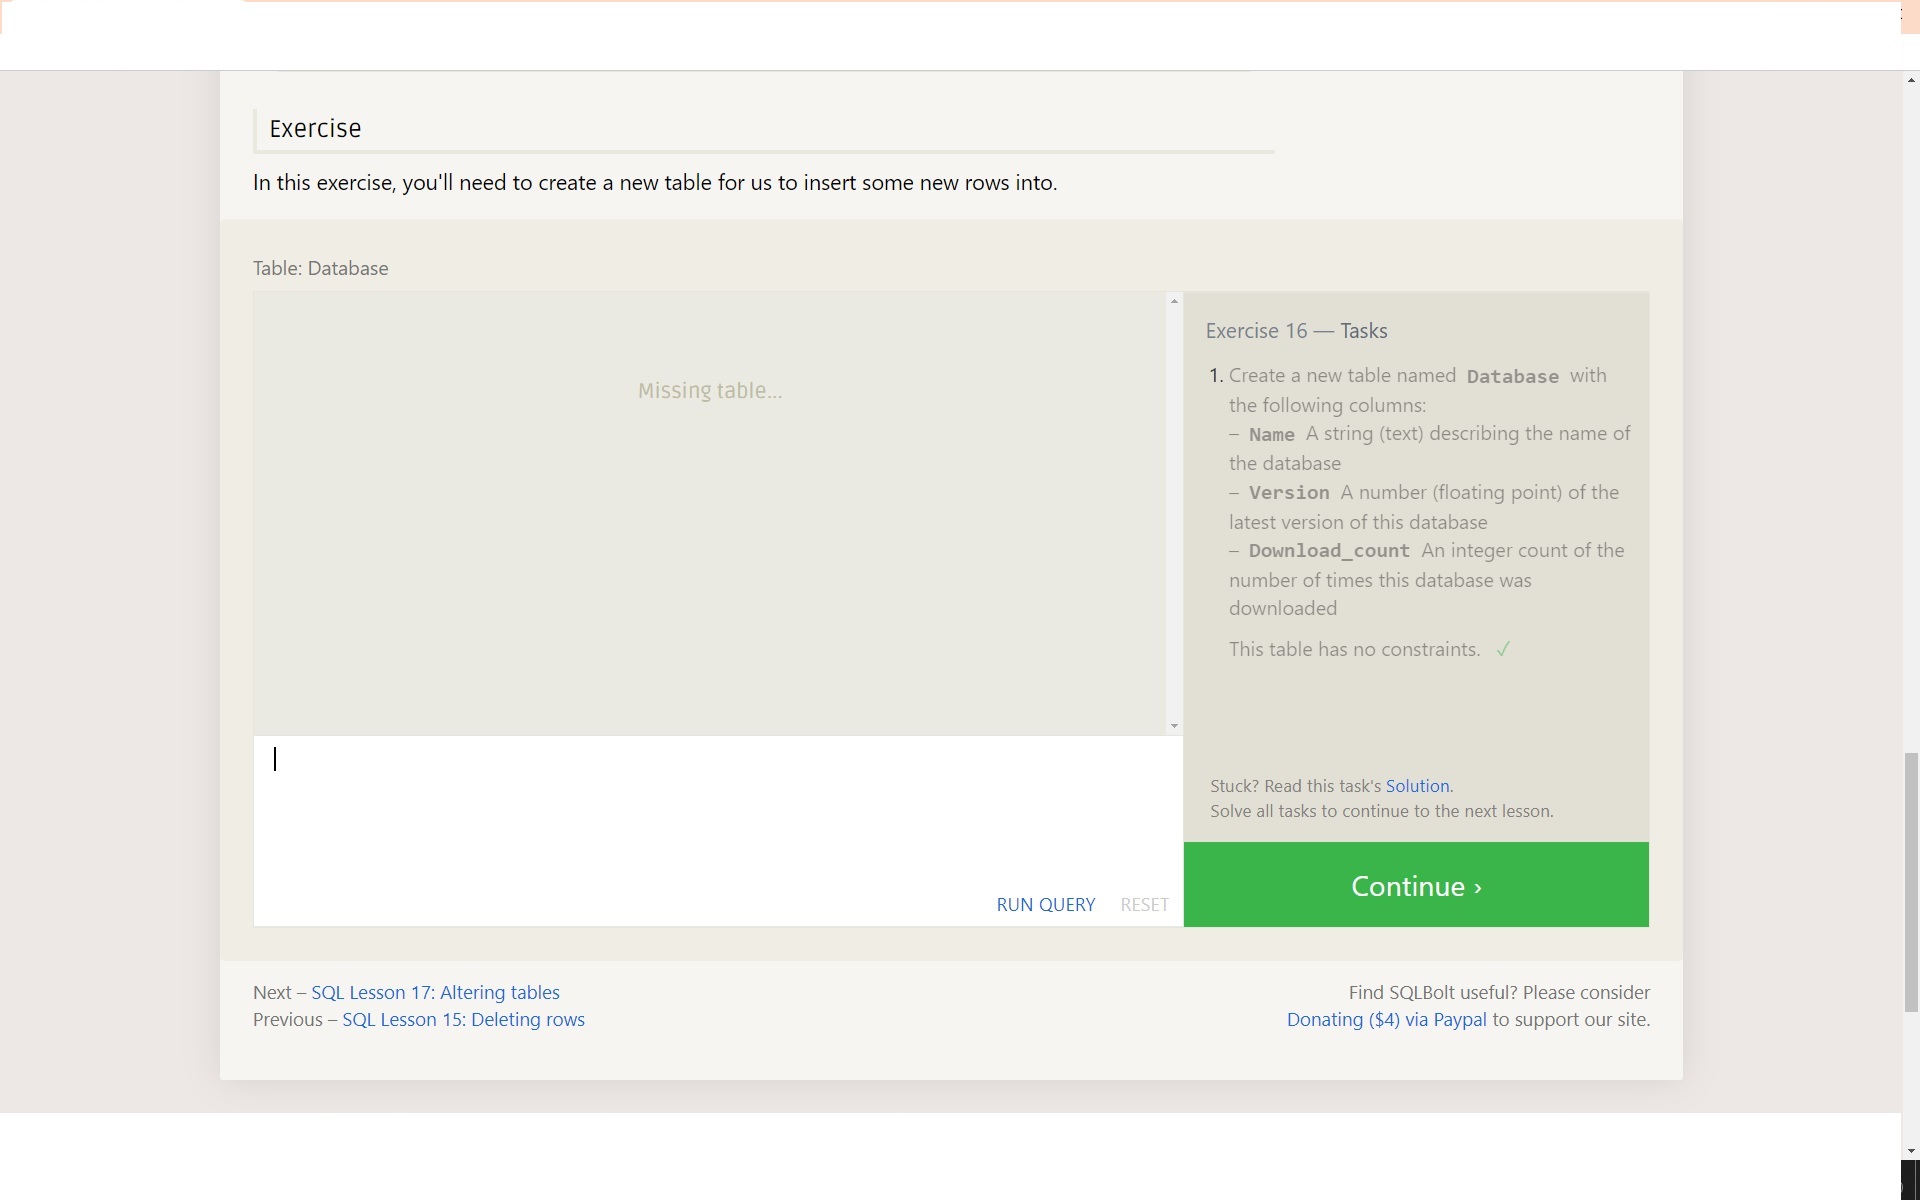 Exercise
In this exercise, you'll need to create a new table for us to insert some new rows into.
Table: Database
Missing table...
Exercise 16 — Tasks
1. Create a new table named Database with
the following columns:
– Name A string (text) describing the name of
the database
– Version A number (floating point) of the
latest version of this database
– Download_count An integer count of the
number of times this database was
downloaded
This table has no constraints. ✓
Stuck? Read this task's Solution.
Solve all tasks to continue to the next lesson.
RUN QUERY RESET
Continue ›
Next – SQL Lesson 17: Altering tables
Previous – SQL Lesson 15: Deleting rows
Find SQLBolt useful? Please consider
Donating ($4) via Paypal to support our site.